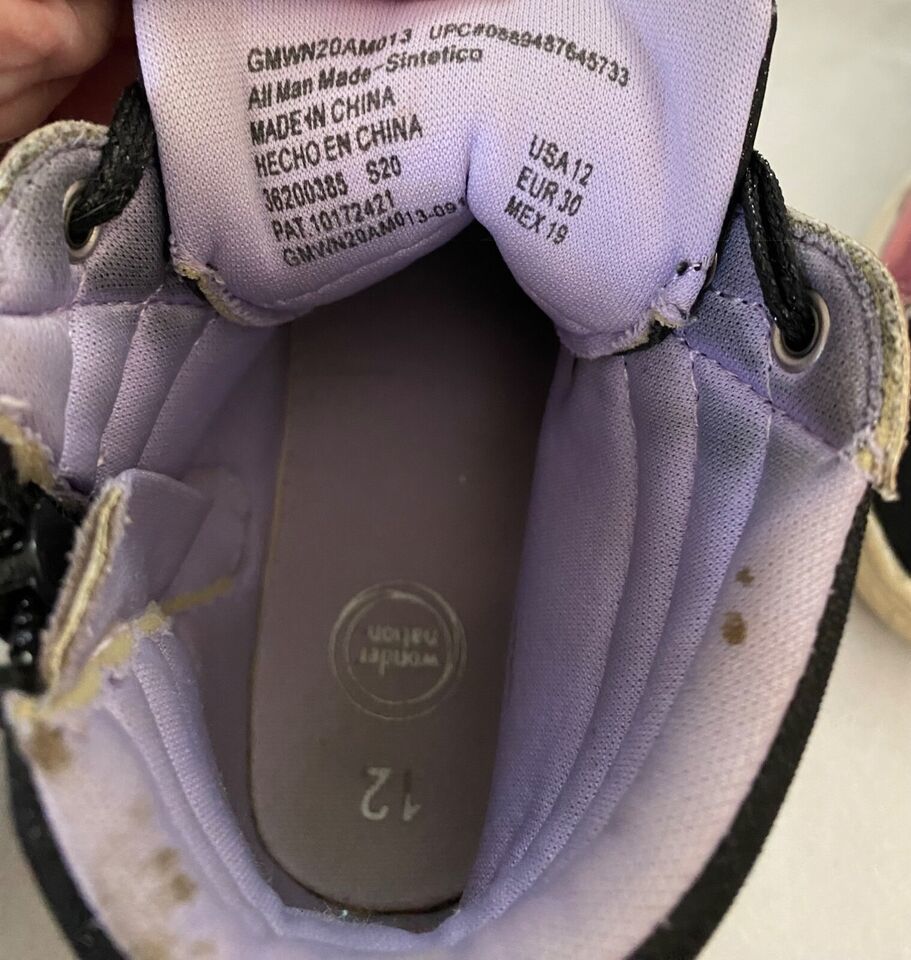 GMWN20AM013 UPC#0889487645733
All Man Made-Sintetico
MADE IN CHINA
HECHO EN CHINA
36200385 S20
PAT 10172421
GMWN20AM013-091
USA 12
EUR 30
MEX 19
wonder
nation
12